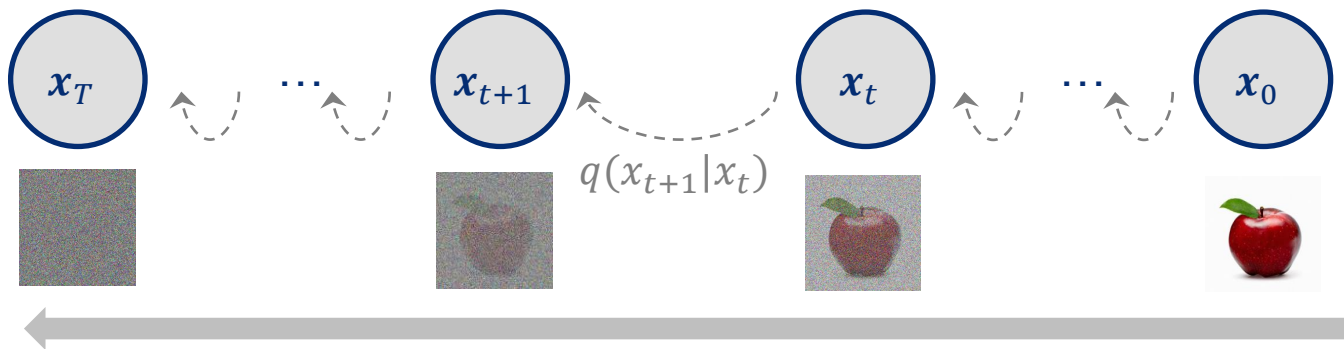 x_T ... x_{t+1} x_t ... x_0
q(x_{t+1}|x_t)